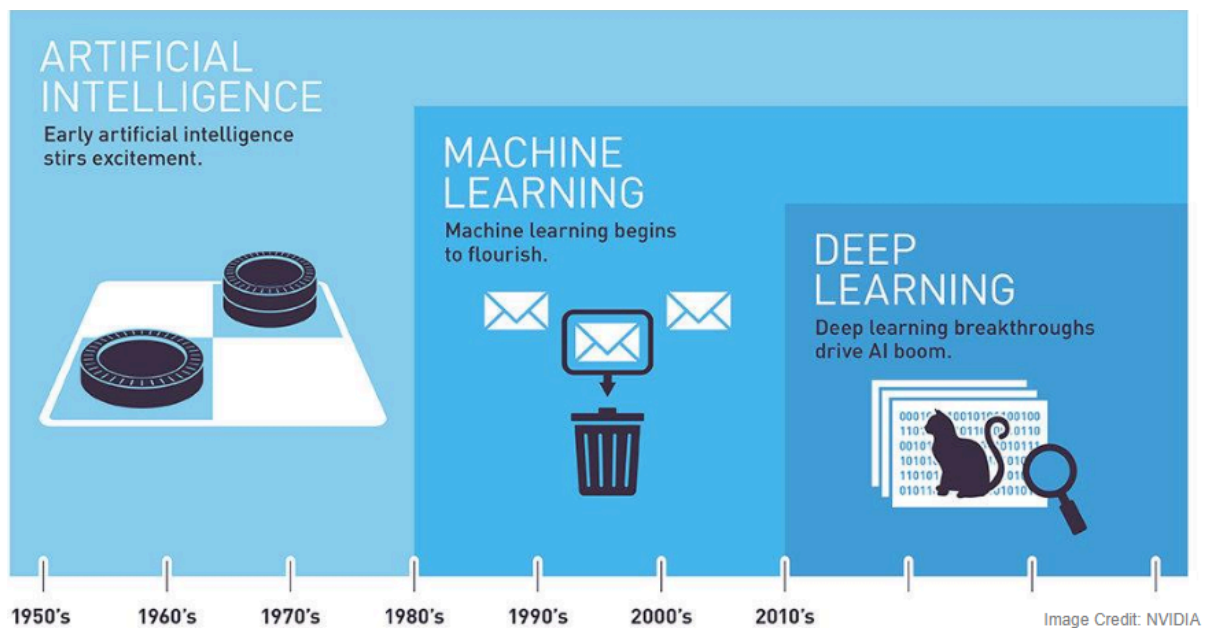 ARTIFICIAL
INTELLIGENCE
Early artificial intelligence
stirs excitement.
MACHINE
LEARNING
Machine learning begins
to flourish.
DEEP
LEARNING
Deep learning breakthroughs
drive AI boom.
1950's 1960's 1970's 1980's 1990's 2000's 2010's
Image Credit: NVIDIA